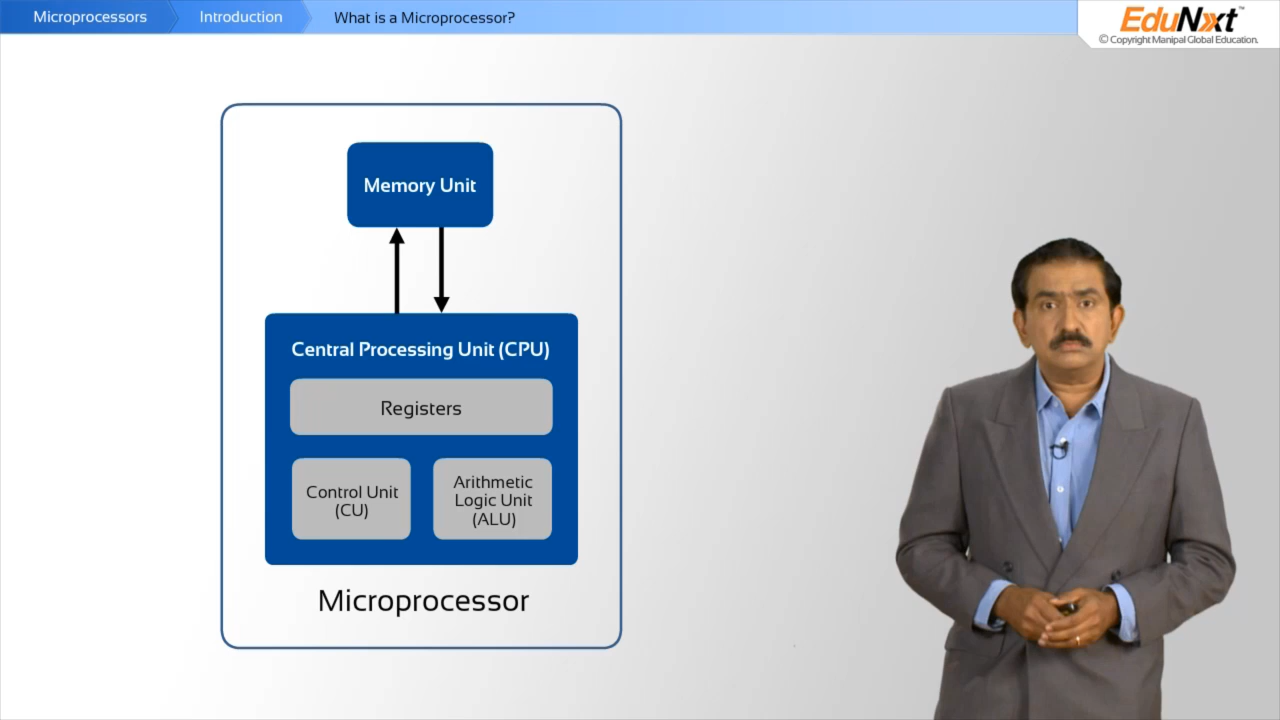 Microprocessors
Introduction
What is a Microprocessor?
EduNxt™
© Copyright Manipal Global Education.
Memory Unit
Central Processing Unit (CPU)
Registers
Control Unit
(CU)
Arithmetic
Logic Unit
(ALU)
Microprocessor